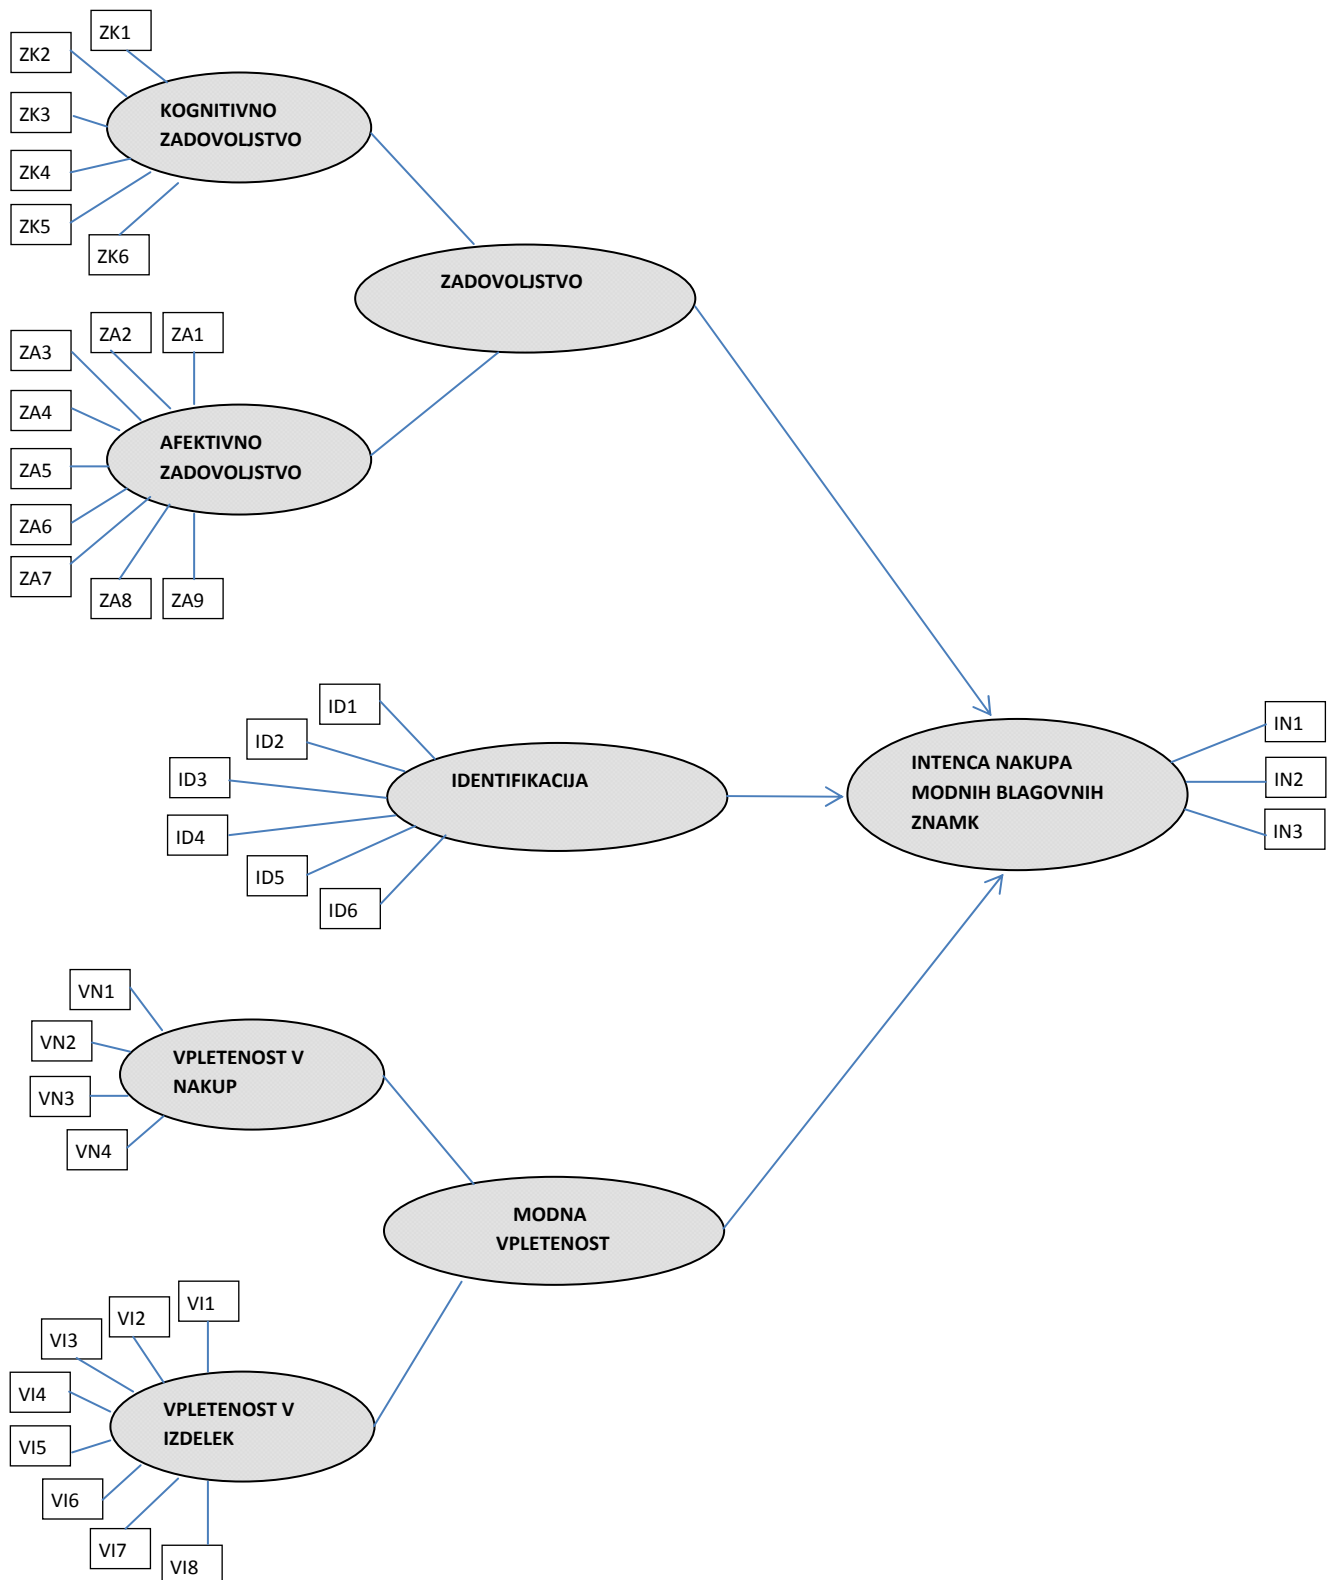 ZK1
ZK2
ZK3
ZK4
ZK5
ZK6
KOGNITIVNO
ZADOVOLJSTVO
ZADOVOLJSTVO
ZA1
ZA2
ZA3
ZA4
ZA5
ZA6
ZA7
ZA8
ZA9
AFEKTIVNO
ZADOVOLJSTVO
ID1
ID2
ID3
ID4
ID5
ID6
IDENTIFIKACIJA
INTENCA NAKUPA
MODNIH BLAGOVNIH
ZNAMK
IN1
IN2
IN3
VN1
VN2
VN3
VN4
VPLETENOST V
NAKUP
MODNA
VPLETENOST
VI1
VI2
VI3
VI4
VI5
VI6
VI7
VI8
VPLETENOST V
IZDELEK